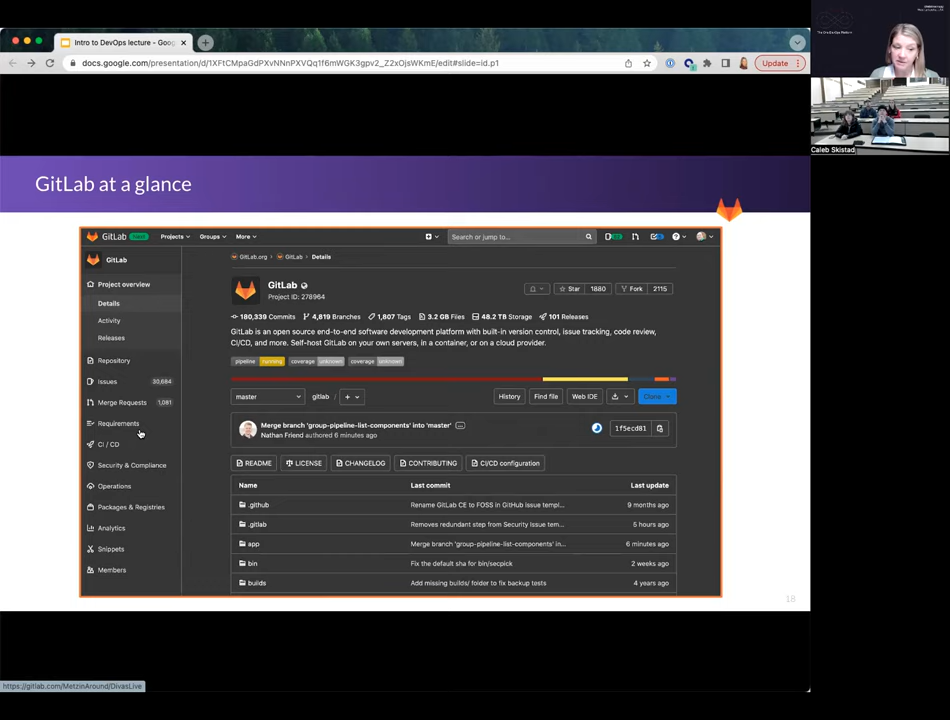 Intro to DevOps lecture - Goog
docs.google.com/presentation/d/1XFtCMpaGdPXvNNnPXVQq1f6mWGK3gpv2_Z2xOjsWKmE/edit#slide=id.p1
Update
Caleb Skistad
GitLab at a glance
GitLab
Projects
Groups
More
Search or jump to...
GitLab
GitLab.org > GitLab > Details
Project overview
Details
Activity
Releases
Repository
Issues 30,684
Merge Requests 1,081
Requirements
CI / CD
Security & Compliance
Operations
Packages & Registries
Analytics
Snippets
Members
GitLab
Project ID: 278964
Star 1880
Fork 2115
180,339 Commits 4,819 Branches 1,807 Tags 3.2 GB Files 48.2 TB Storage 101 Releases
GitLab is an open source end-to-end software development platform with built-in version control, issue tracking, code review,
CI/CD, and more. Self-host GitLab on your own servers, in a container, or on a cloud provider.
pipeline running coverage unknown coverage unknown
master
gitlab /
History
Find file
Web IDE
Clone
Merge branch 'group-pipeline-list-components' into 'master'
Nathan Friend authored 6 minutes ago
1f5ecd81
README
LICENSE
CHANGELOG
CONTRIBUTING
CI/CD configuration
Name Last commit Last update
.github Rename GitLab CE to FOSS in GitHub issue templ... 9 months ago
.gitlab Removes redundant step from Security Issue tem... 5 hours ago
app Merge branch 'group-pipeline-list-components' in... 6 minutes ago
bin Fix the default sha for bin/secpick 2 weeks ago
builds Add missing builds/ folder to fix backup tests 4 years ago
18
https://gitlab.com/MetzinAround/DivasLive